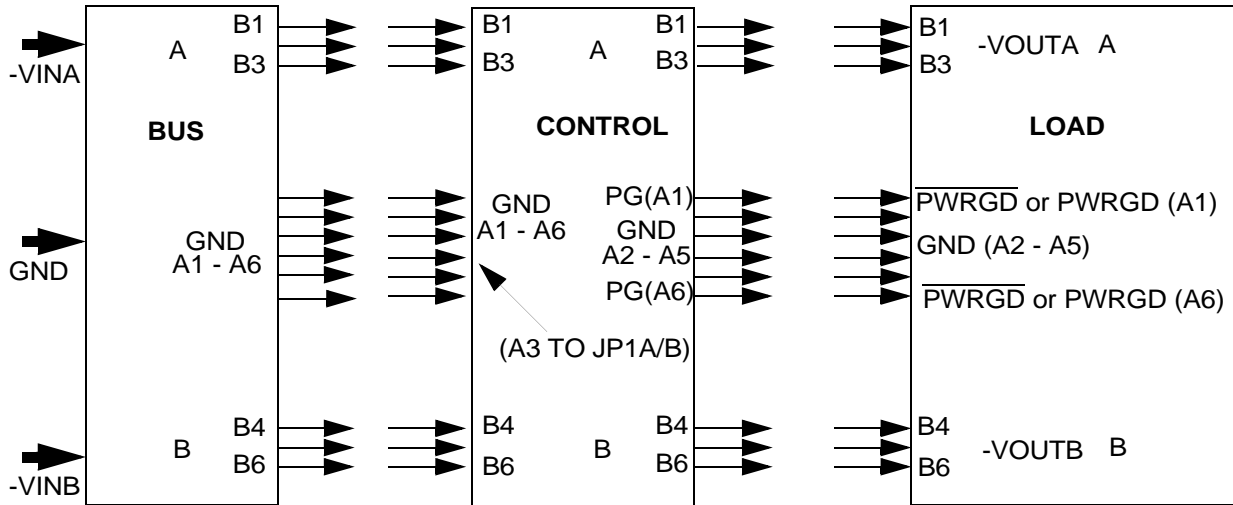 -VINA
A
B1
B3
BUS
GND
GND
A1 - A6
-VINB
B
B4
B6
B1
B3
A
B1
B3
CONTROL
GND
A1 - A6
PG(A1)
GND
A2 - A5
PG(A6)
(A3 TO JP1A/B)
B4
B6
B
B4
B6
B1
B3
-VOUTA A
LOAD
PWRGD or PWRGD (A1)
GND (A2 - A5)
PWRGD or PWRGD (A6)
B4
B6
-VOUTB B